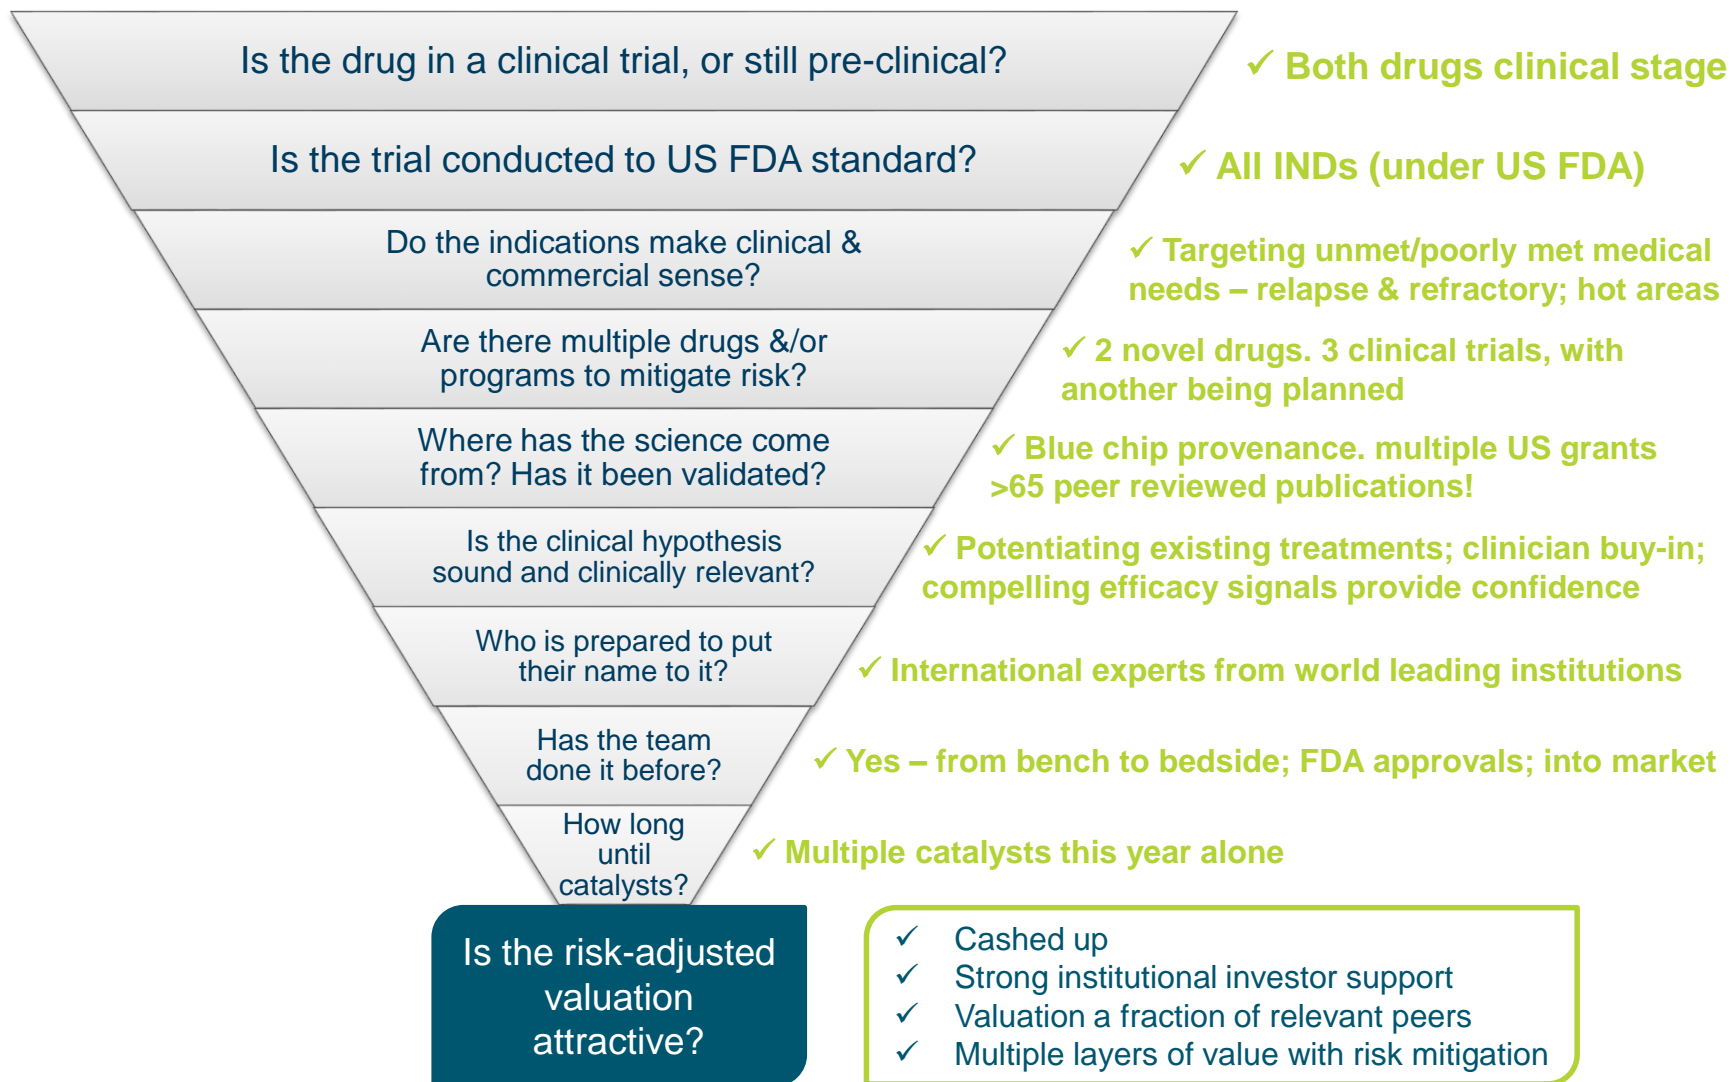 Is the drug in a clinical trial, or still pre-clinical?
✓ Both drugs clinical stage
Is the trial conducted to US FDA standard?
✓ All INDs (under US FDA)
Do the indications make clinical &
commercial sense?
✓ Targeting unmet/poorly met medical
needs – relapse & refractory; hot areas
Are there multiple drugs &/or
programs to mitigate risk?
✓ 2 novel drugs. 3 clinical trials, with
another being planned
Where has the science come
from? Has it been validated?
✓ Blue chip provenance. multiple US grants
>65 peer reviewed publications!
Is the clinical hypothesis
sound and clinically relevant?
✓ Potentiating existing treatments; clinician buy-in;
compelling efficacy signals provide confidence
Who is prepared to put
their name to it?
✓ International experts from world leading institutions
Has the team
done it before?
✓ Yes – from bench to bedside; FDA approvals; into market
How long
until
catalysts?
✓ Multiple catalysts this year alone
Is the risk-adjusted
valuation
attractive?
✓ Cashed up
✓ Strong institutional investor support
✓ Valuation a fraction of relevant peers
✓ Multiple layers of value with risk mitigation